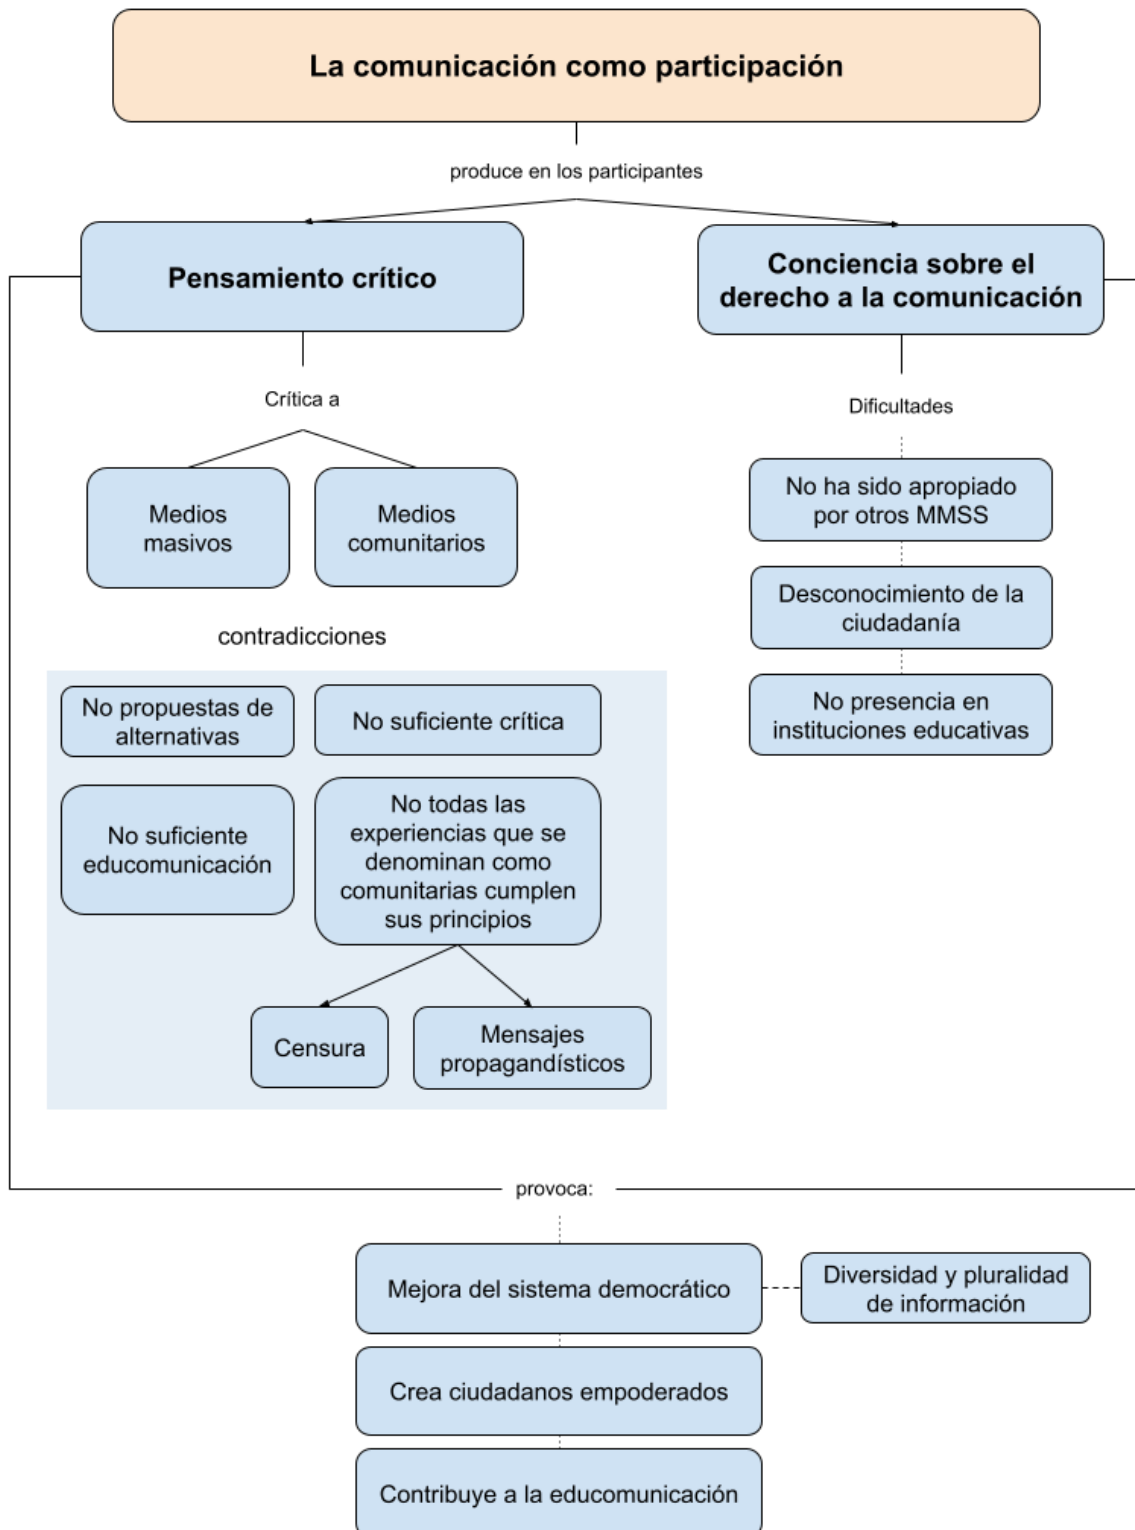 La comunicación como participación
produce en los participantes
Pensamiento crítico
Conciencia sobre el
derecho a la comunicación
Crítica a
Medios
masivos
Medios
comunitarios
contradicciones
No propuestas de
alternativas
No suficiente crítica
No suficiente
educomunicación
No todas las
experiencias que se
denominan como
comunitarias cumplen
sus principios
Censura
Mensajes
propagandísticos
Dificultades
No ha sido apropiado
por otros MMSS
Desconocimiento de la
ciudadanía
No presencia en
instituciones educativas
provoca:
Mejora del sistema democrático
Diversidad y pluralidad
de información
Crea ciudadanos empoderados
Contribuye a la educomunicación